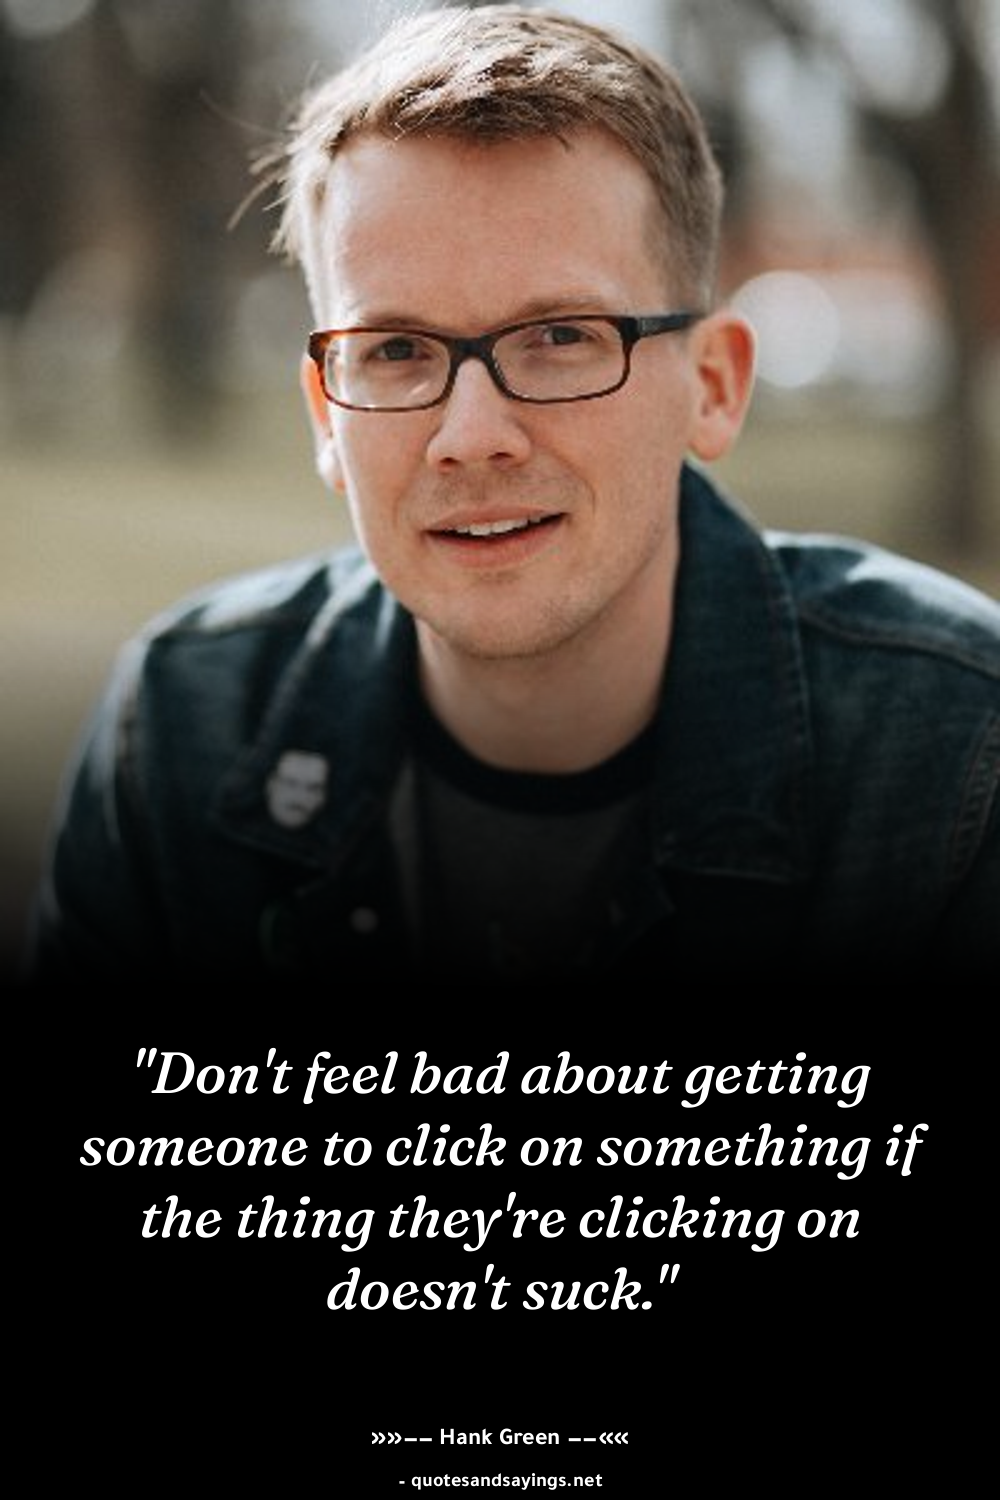 "Don't feel bad about getting
someone to click on something if
the thing they're clicking on
doesn't suck."
»»–– Hank Green ––««
- quotesandsayings.net